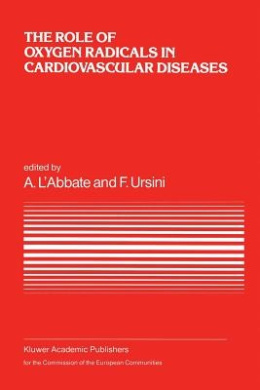 THE ROLE OF
OXYGEN RADICALS IN
CARDIOVASCULAR DISEASES
edited by
A. L'Abbate and F. Ursini
Kluwer Academic Publishers
for the Commission of the European Communities